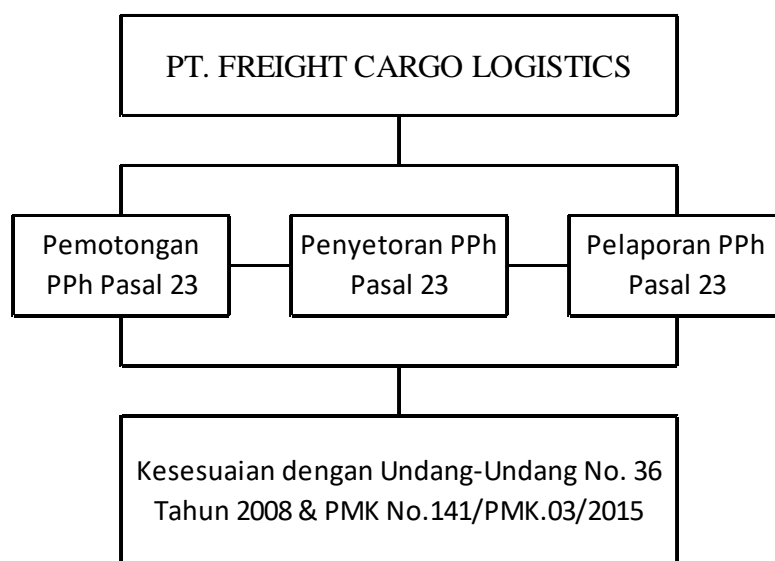 PT. FREIGHT CARGO LOGISTICS
Pemotongan
PPh Pasal 23
Penyetoran PPh
Pasal 23
Pelaporan PPh
Pasal 23
Kesesuaian dengan Undang-Undang No. 36
Tahun 2008 & PMK No.141/PMK.03/2015